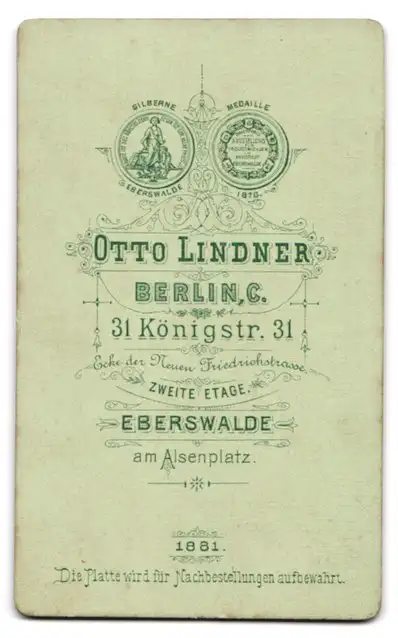 SILBERNE MEDAILLE
EBERSWALDE 1879.
OTTO LINDNER
BERLIN, C.
31 Königstr. 31
Ecke der Neuen Friedrichstrasse
ZWEITE ETAGE.
EBERSWALDE
am Alsenplatz.
1881.
Die Platte wird für Nachbestellungen aufbewahrt.